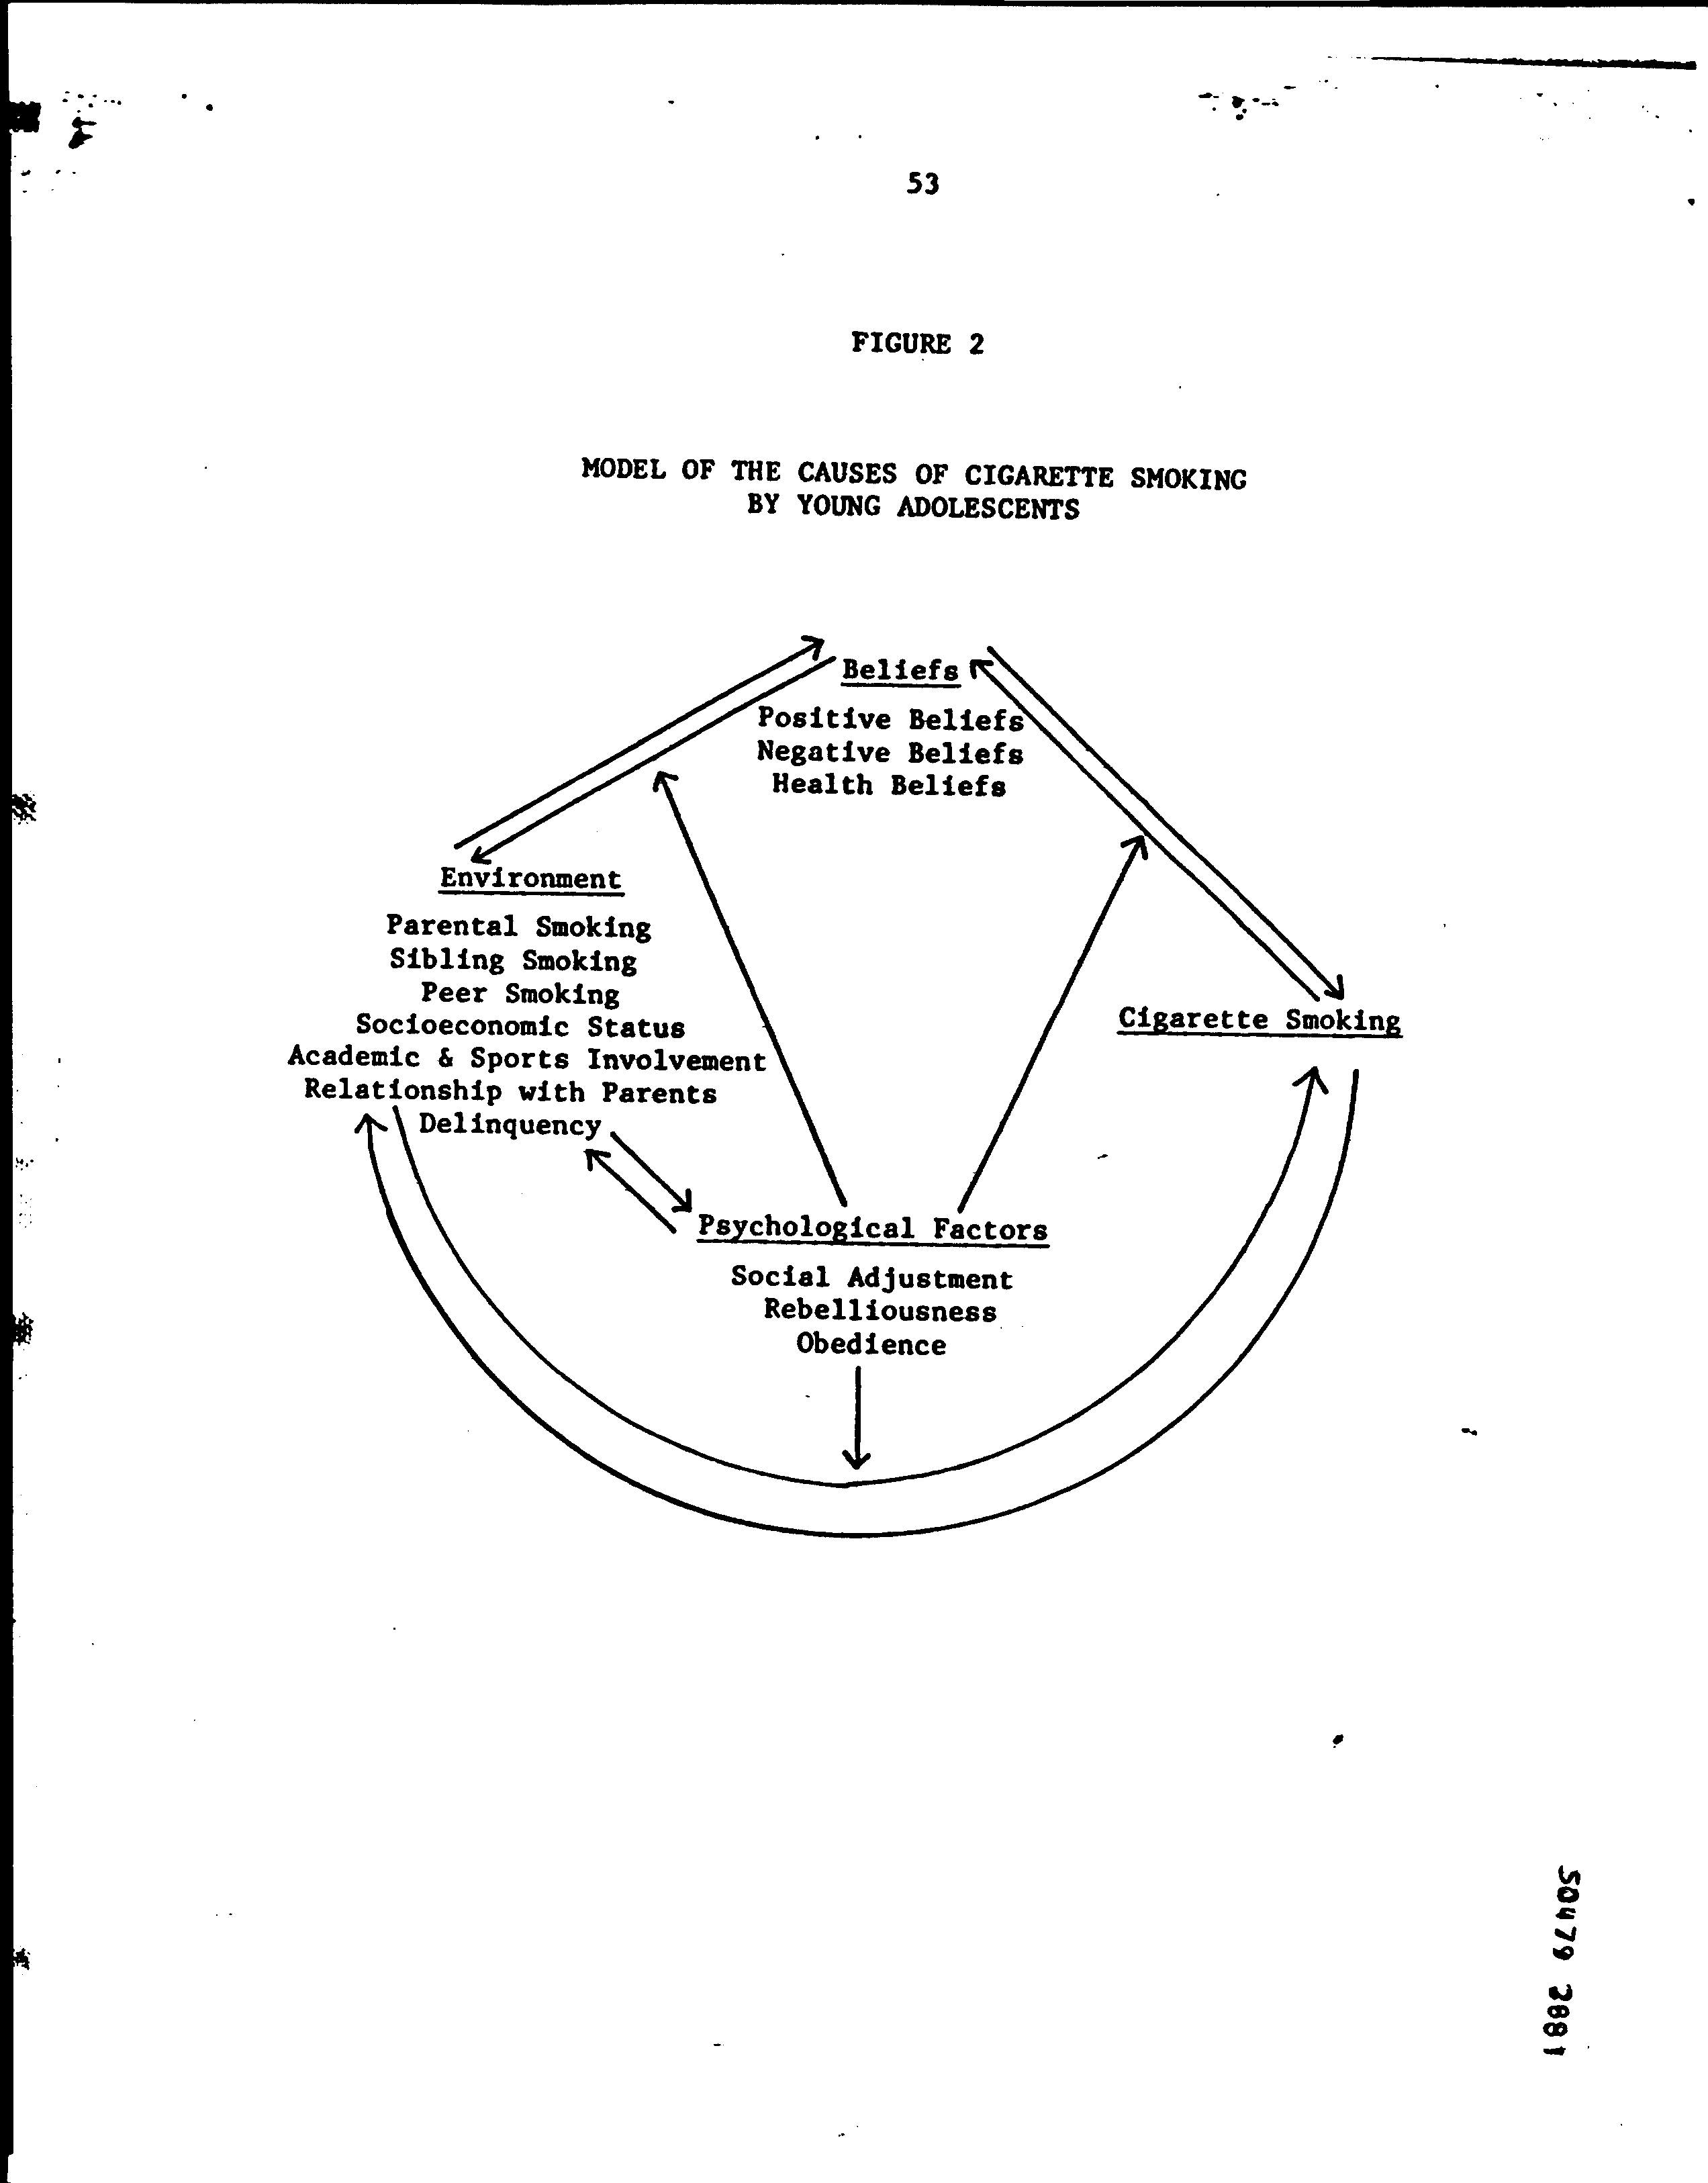 53
FIGURE 2
MODEL OF THE CAUSES OF CIGARETTE SMOKING
BY YOUNG ADOLESCENTS
Beliefs
Positive Beliefs
Negative Beliefs
Health Beliefs
Environment
Parental Smoking
Sibling Smoking
Peer Smoking
Socioeconomic Status
Academic & Sports Involvement
Relationship with Parents
Delinquency
Cigarette Smoking
Psychological Factors
Social Adjustment
Rebelliousness
Obedience
50479 2881